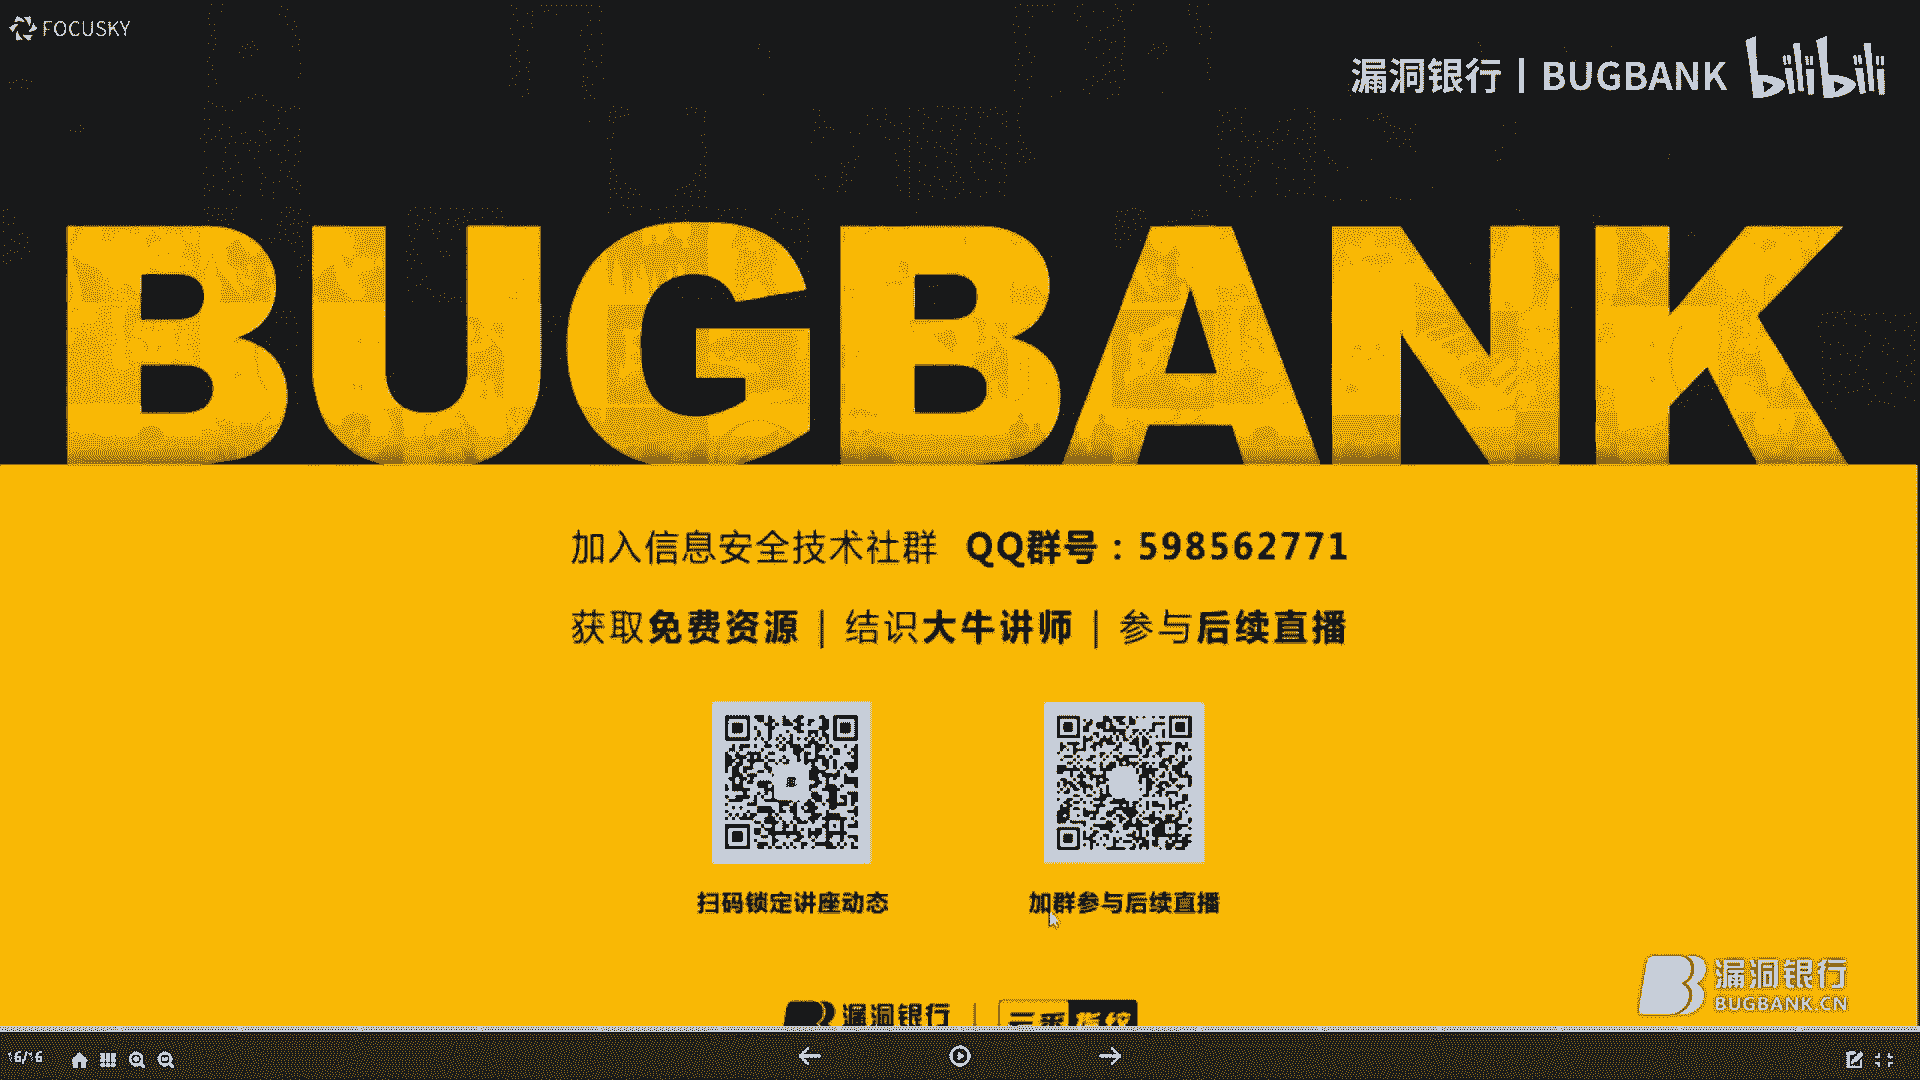 FOCUSKY
漏洞银行 | BUGBANK bilibili
BUGBANK
加入信息安全技术社群 QQ群号：598562771
获取免费资源 | 结识大牛讲师 | 参与后续直播
扫码锁定讲座动态
加群参与后续直播
漏洞银行
BUGBANK.CN
漏洞银行 |
16/16